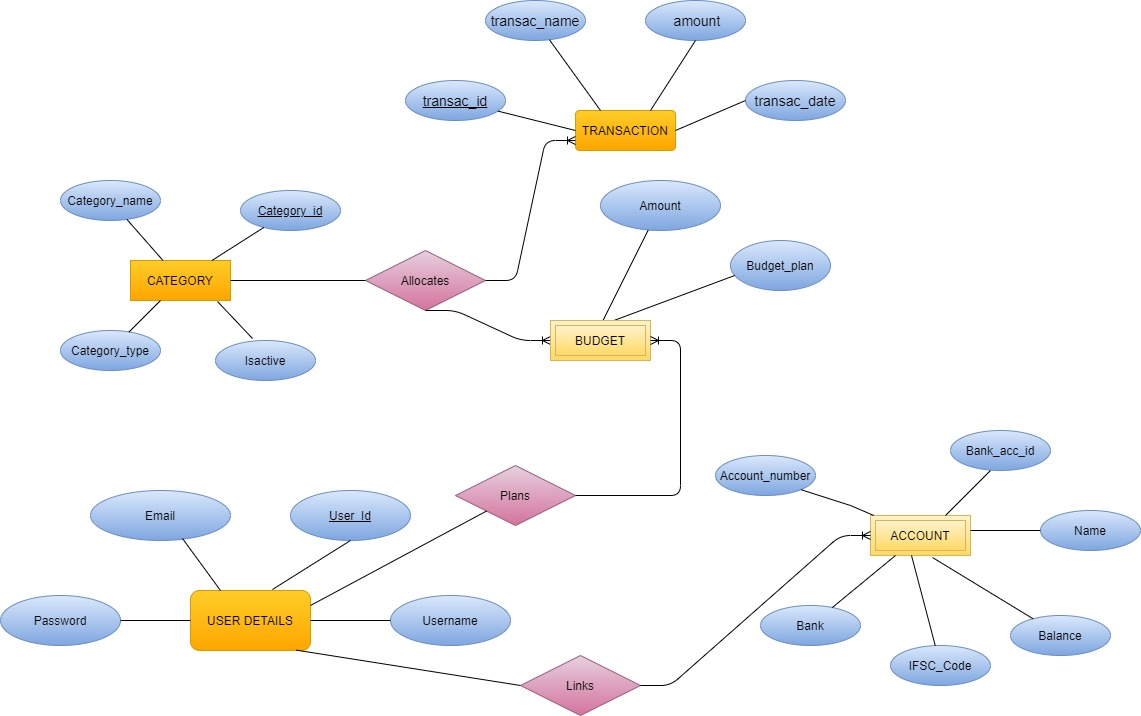 transac_name
amount
transac_id
transac_date
TRANSACTION
Category_name
Category_id
Amount
Budget_plan
CATEGORY
Allocates
BUDGET
Category_type
Isactive
Bank_acc_id
Account_number
Plans
Email
User_Id
Name
ACCOUNT
Password
USER DETAILS
Username
Bank
Balance
IFSC_Code
Links